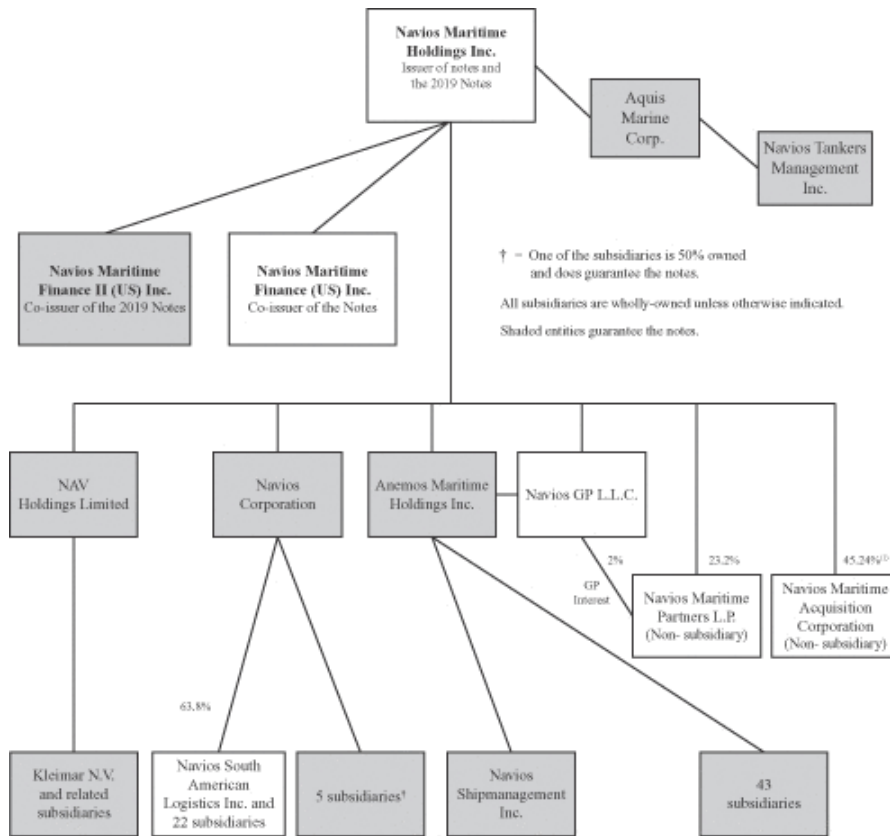 Navios Maritime
Holdings Inc.
Issuer of notes and
the 2019 Notes
Aquis
Marine
Corp.
Navios Tankers
Management
Inc.
Navios Maritime
Finance II (US) Inc.
Co-issuer of the 2019 Notes
Navios Maritime
Finance (US) Inc.
Co-issuer of the Notes
† = One of the subsidiaries is 50% owned
and does guarantee the notes.
All subsidiaries are wholly-owned unless otherwise indicated.
Shaded entities guarantee the notes.
NAV
Holdings Limited
Navios
Corporation
Anemos Maritime
Holdings Inc.
Navios GP L.L.C.
2%
GP
Interest
23.2%
45.24%(1)
Navios Maritime
Partners L.P.
(Non- subsidiary)
Navios Maritime
Acquisition
Corporation
(Non- subsidiary)
63.8%
Kleimar N.V.
and related
subsidiaries
Navios South
American
Logistics Inc. and
22 subsidiaries
5 subsidiaries†
Navios
Shipmanagement
Inc.
43
subsidiaries